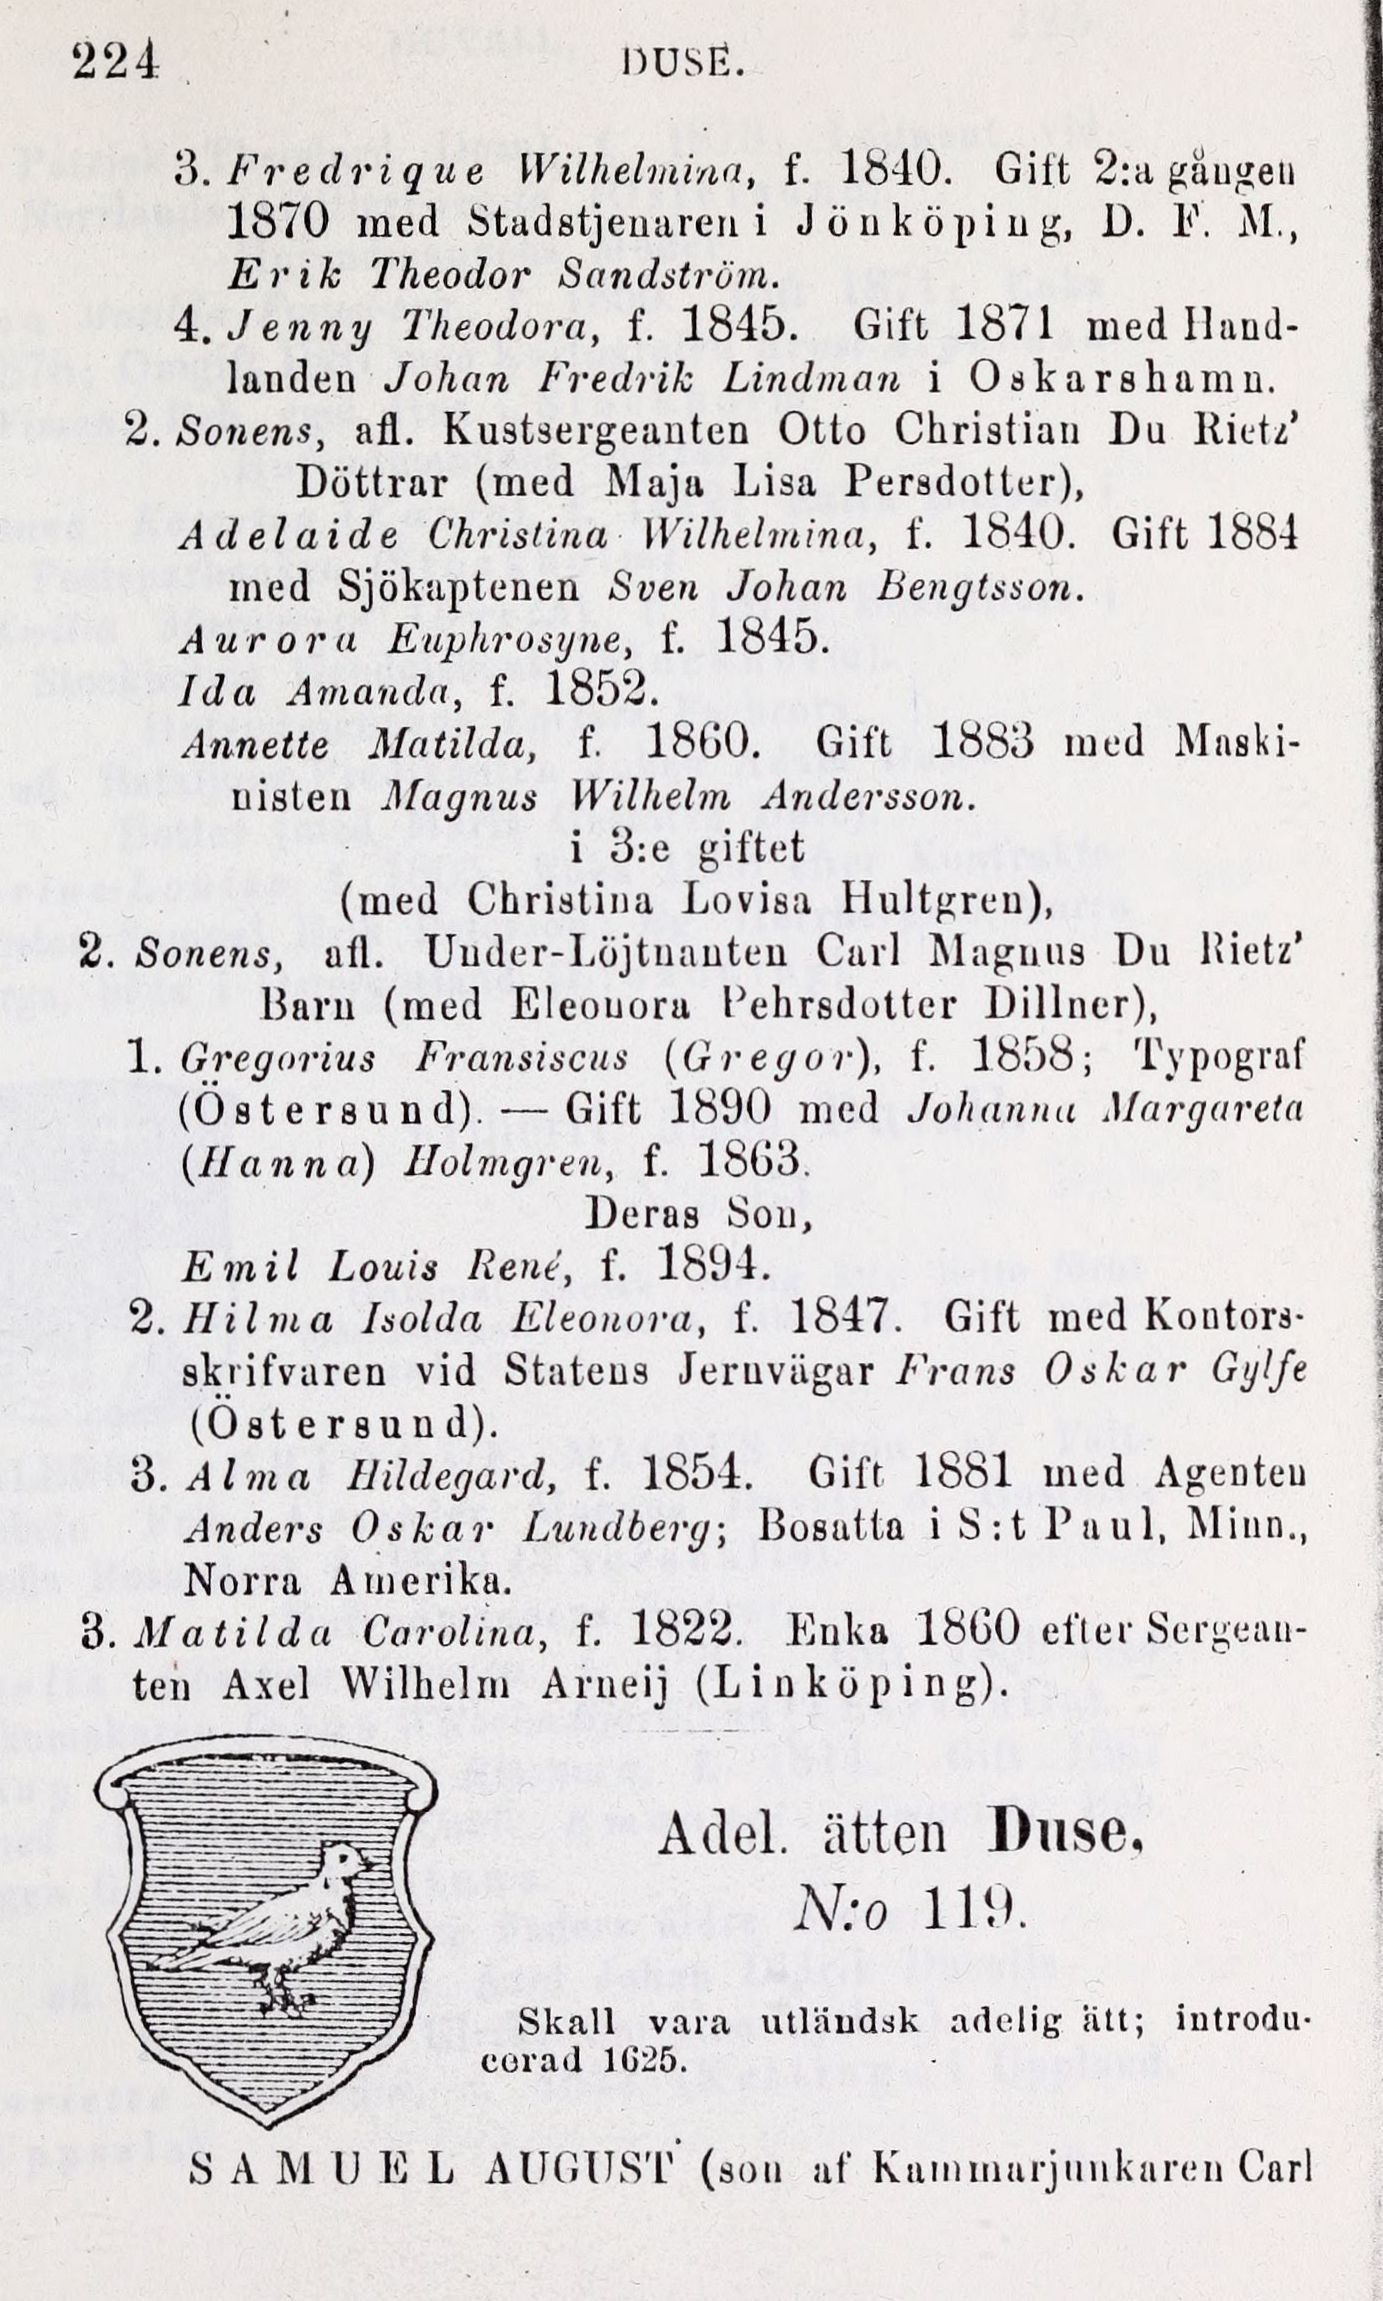 224 DUSE.
3. Fredrique Wilhelmina, f. 1840. Gift 2:a gången
1870 med Stadstjenaren i Jönköping, D. F. M.,
Erik Theodor Sandström.
4. Jenny Theodora, f. 1845. Gift 1871 med Hand-
landen Johan Fredrik Lindman i Oskarshamn.
2. Sonens, afl. Kustsergeanten Otto Christian Du Rietz’
Döttrar (med Maja Lisa Persdotter),
Adelaide Christina Wilhelmina, f. 1840. Gift 1884
med Sjökaptenen Sven Johan Bengtsson.
Aurora Euphrosyne, f. 1845.
Ida Amanda, f. 1852.
Annette Matilda, f. 1860. Gift 1883 med Maski-
nisten Magnus Wilhelm Andersson.
i 3:e giftet
(med Christina Lovisa Hultgren),
2. Sonens, afl. Under-Löjtnanten Carl Magnus Du Rietz’
Barn (med Eleonora Pehrsdotter Dillner),
1. Gregorius Fransiscus (Gregor), f. 1858; Typograf
(Östersund). — Gift 1890 med Johanna Margareta
(Hanna) Holmgren, f. 1863.
Deras Son,
Emil Louis René, f. 1894.
2. Hilma Isolda Eleonora, f. 1847. Gift med Kontors-
skrifvaren vid Statens Jernvägar Frans Oskar Gylfe
(Östersund).
3. Alma Hildegard, f. 1854. Gift 1881 med Agenten
Anders Oskar Lundberg; Bosatta i S:t Paul, Minn.,
Norra Amerika.
3. Matilda Carolina, f. 1822. Enka 1860 efter Sergean-
ten Axel Wilhelm Arneij (Linköping).
Adel. ätten Duse,
N:o 119.
Skall vara utländsk adelig ätt; introdu-
cerad 1625.
SAMUEL AUGUST (son af Kammarjunkaren Carl